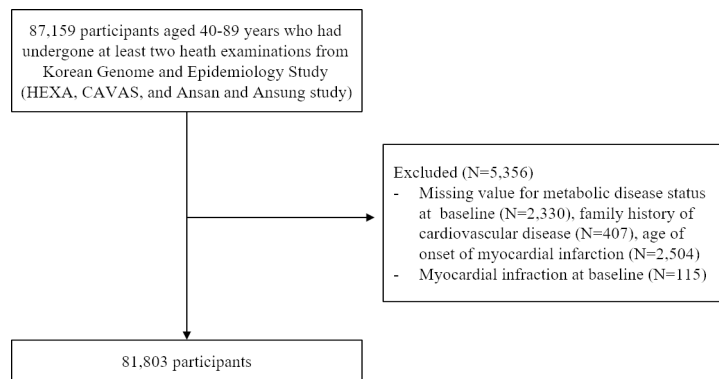 87,159 participants aged 40-89 years who had
undergone at least two heath examinations from
Korean Genome and Epidemiology Study
(HEXA, CAVAS, and Ansan and Ansung study)
Excluded (N=5,356)
- Missing value for metabolic disease status
at baseline (N=2,330), family history of
cardiovascular disease (N=407), age of
onset of myocardial infarction (N=2,504)
- Myocardial infraction at baseline (N=115)
81,803 participants